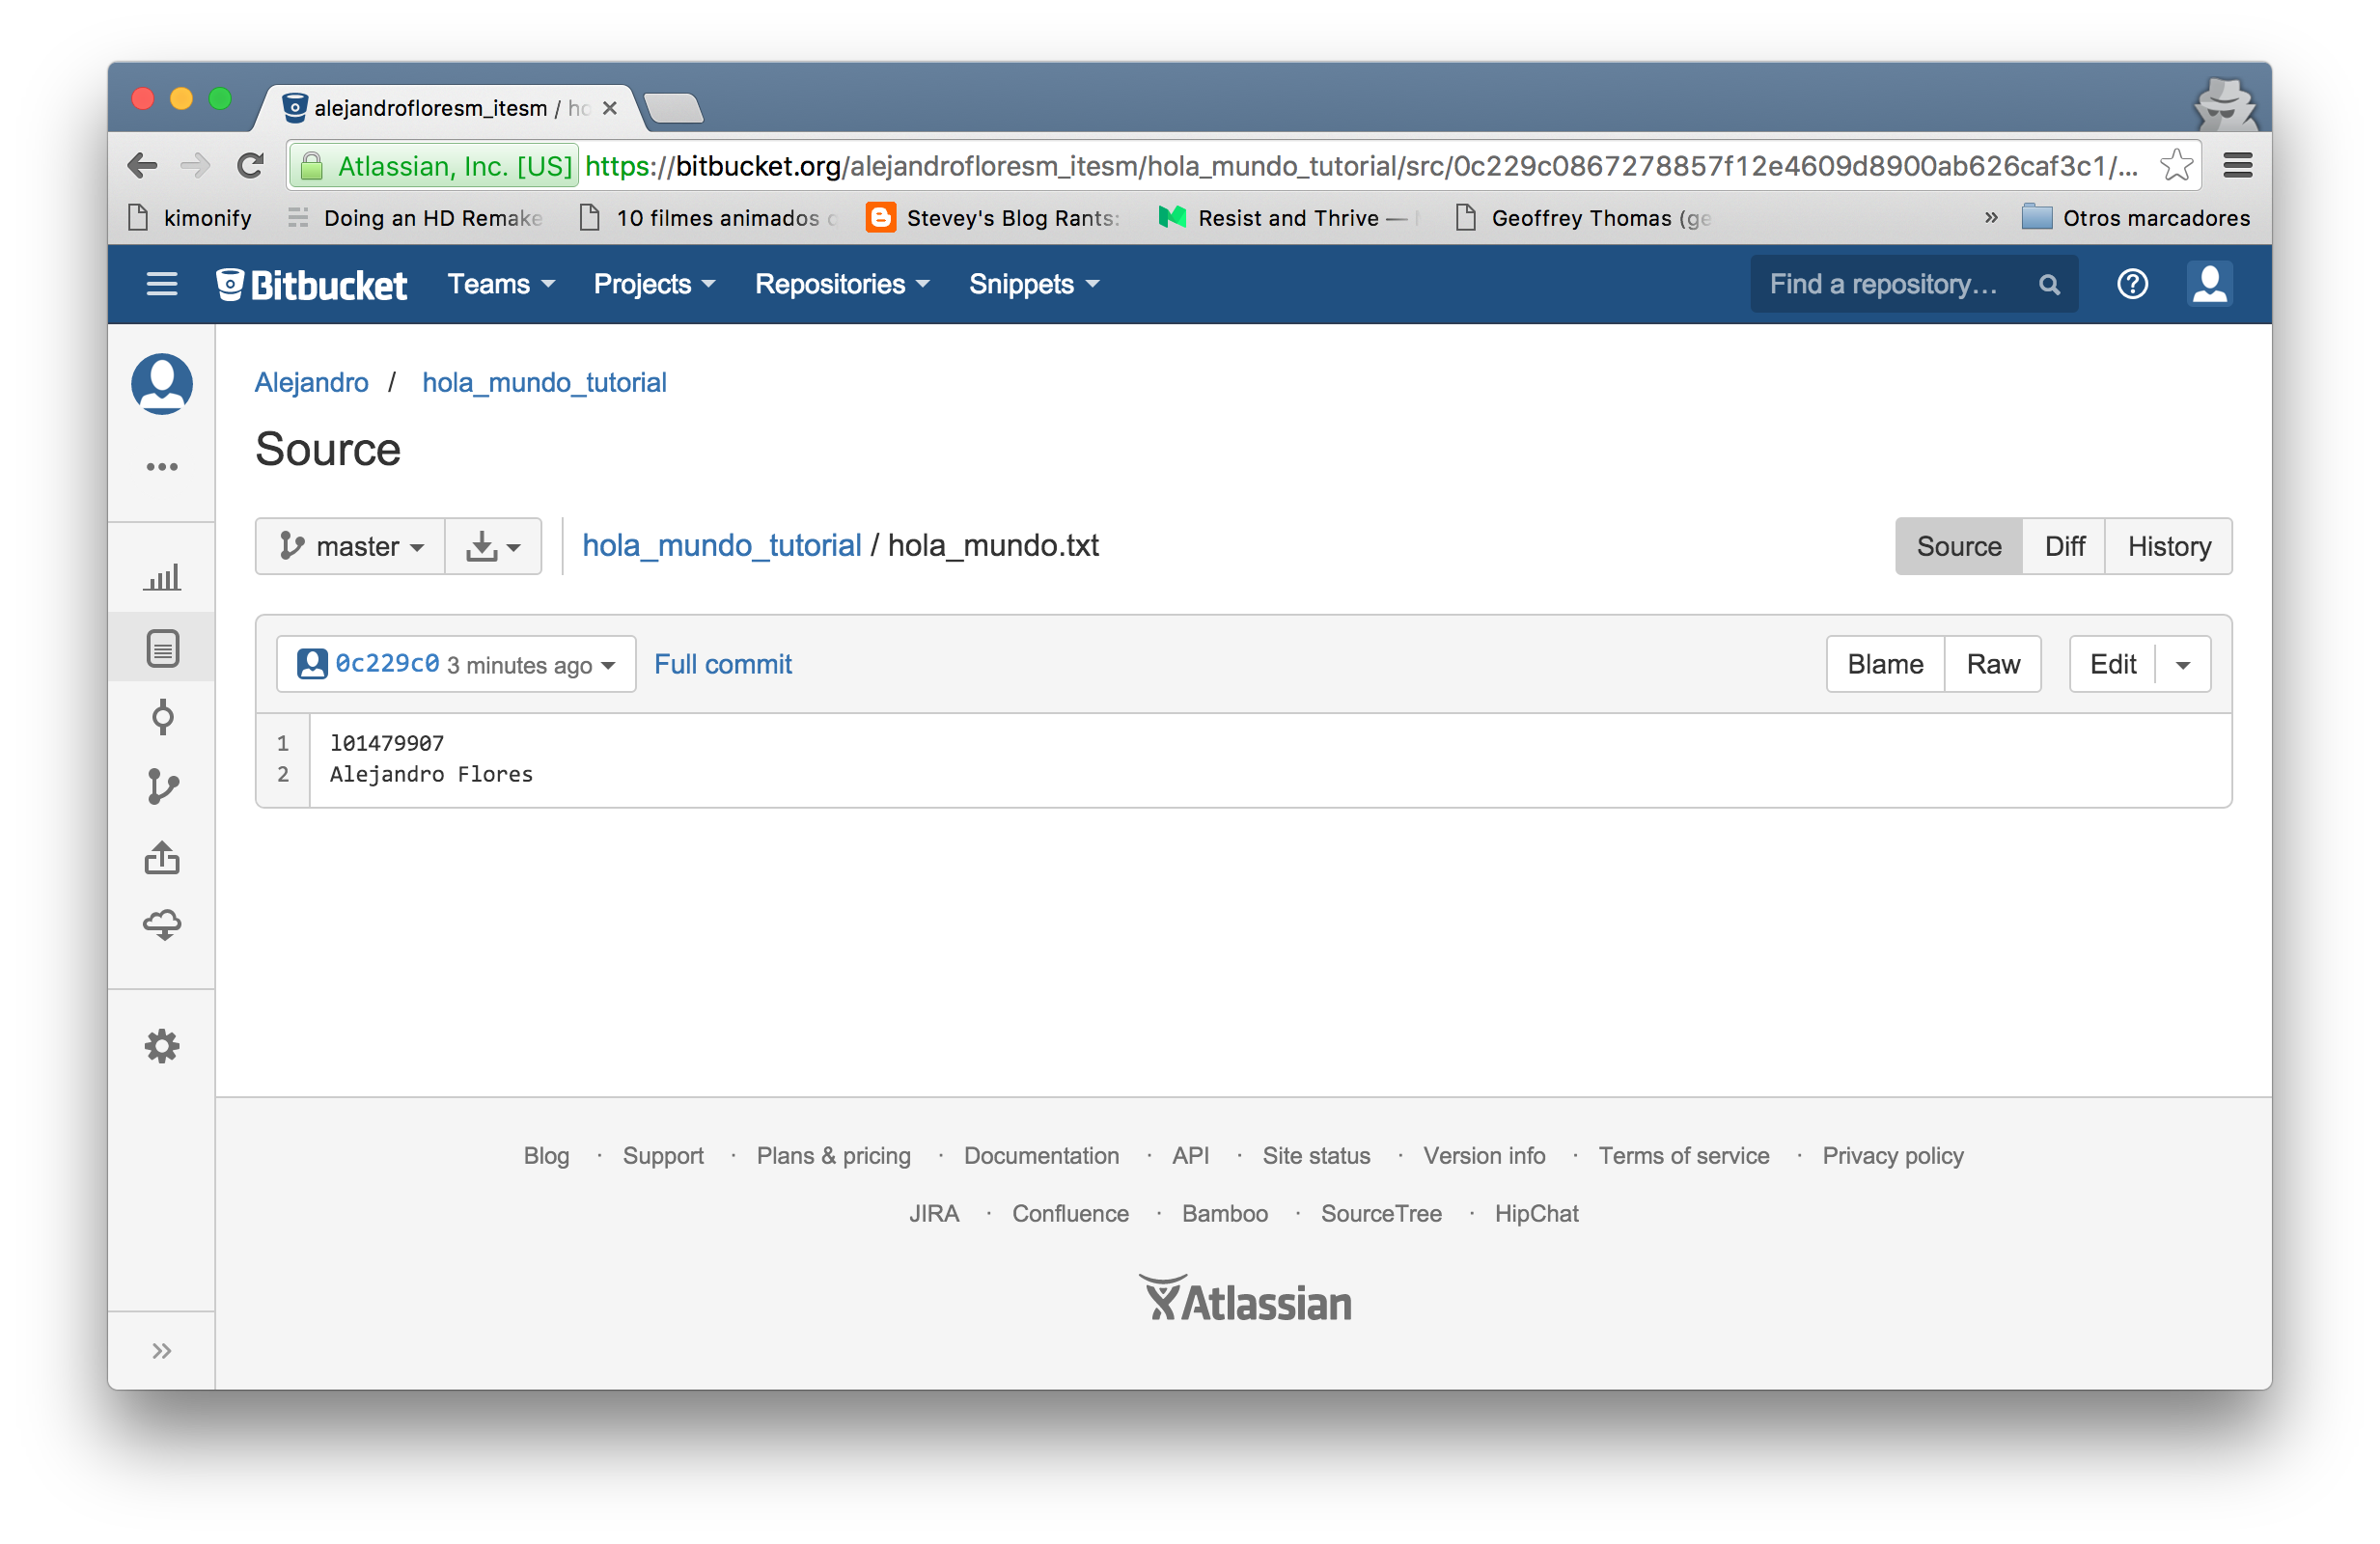 alejandrofloresm_itesm / ho
Atlassian, Inc. [US] https://bitbucket.org/alejandrofloresm_itesm/hola_mundo_tutorial/src/0c229c0867278857f12e4609d8900ab626caf3c1/...
kimonify Doing an HD Remake 10 filmes animados Stevey's Blog Rants: Resist and Thrive — Geoffrey Thomas (ge » Otros marcadores
Bitbucket Teams Projects Repositories Snippets Find a repository...
Alejandro / hola_mundo_tutorial
Source
master hola_mundo_tutorial / hola_mundo.txt Source Diff History
0c229c0 3 minutes ago Full commit Blame Raw Edit
1 l01479907
2 Alejandro Flores
Blog · Support · Plans & pricing · Documentation · API · Site status · Version info · Terms of service · Privacy policy
JIRA · Confluence · Bamboo · SourceTree · HipChat
Atlassian